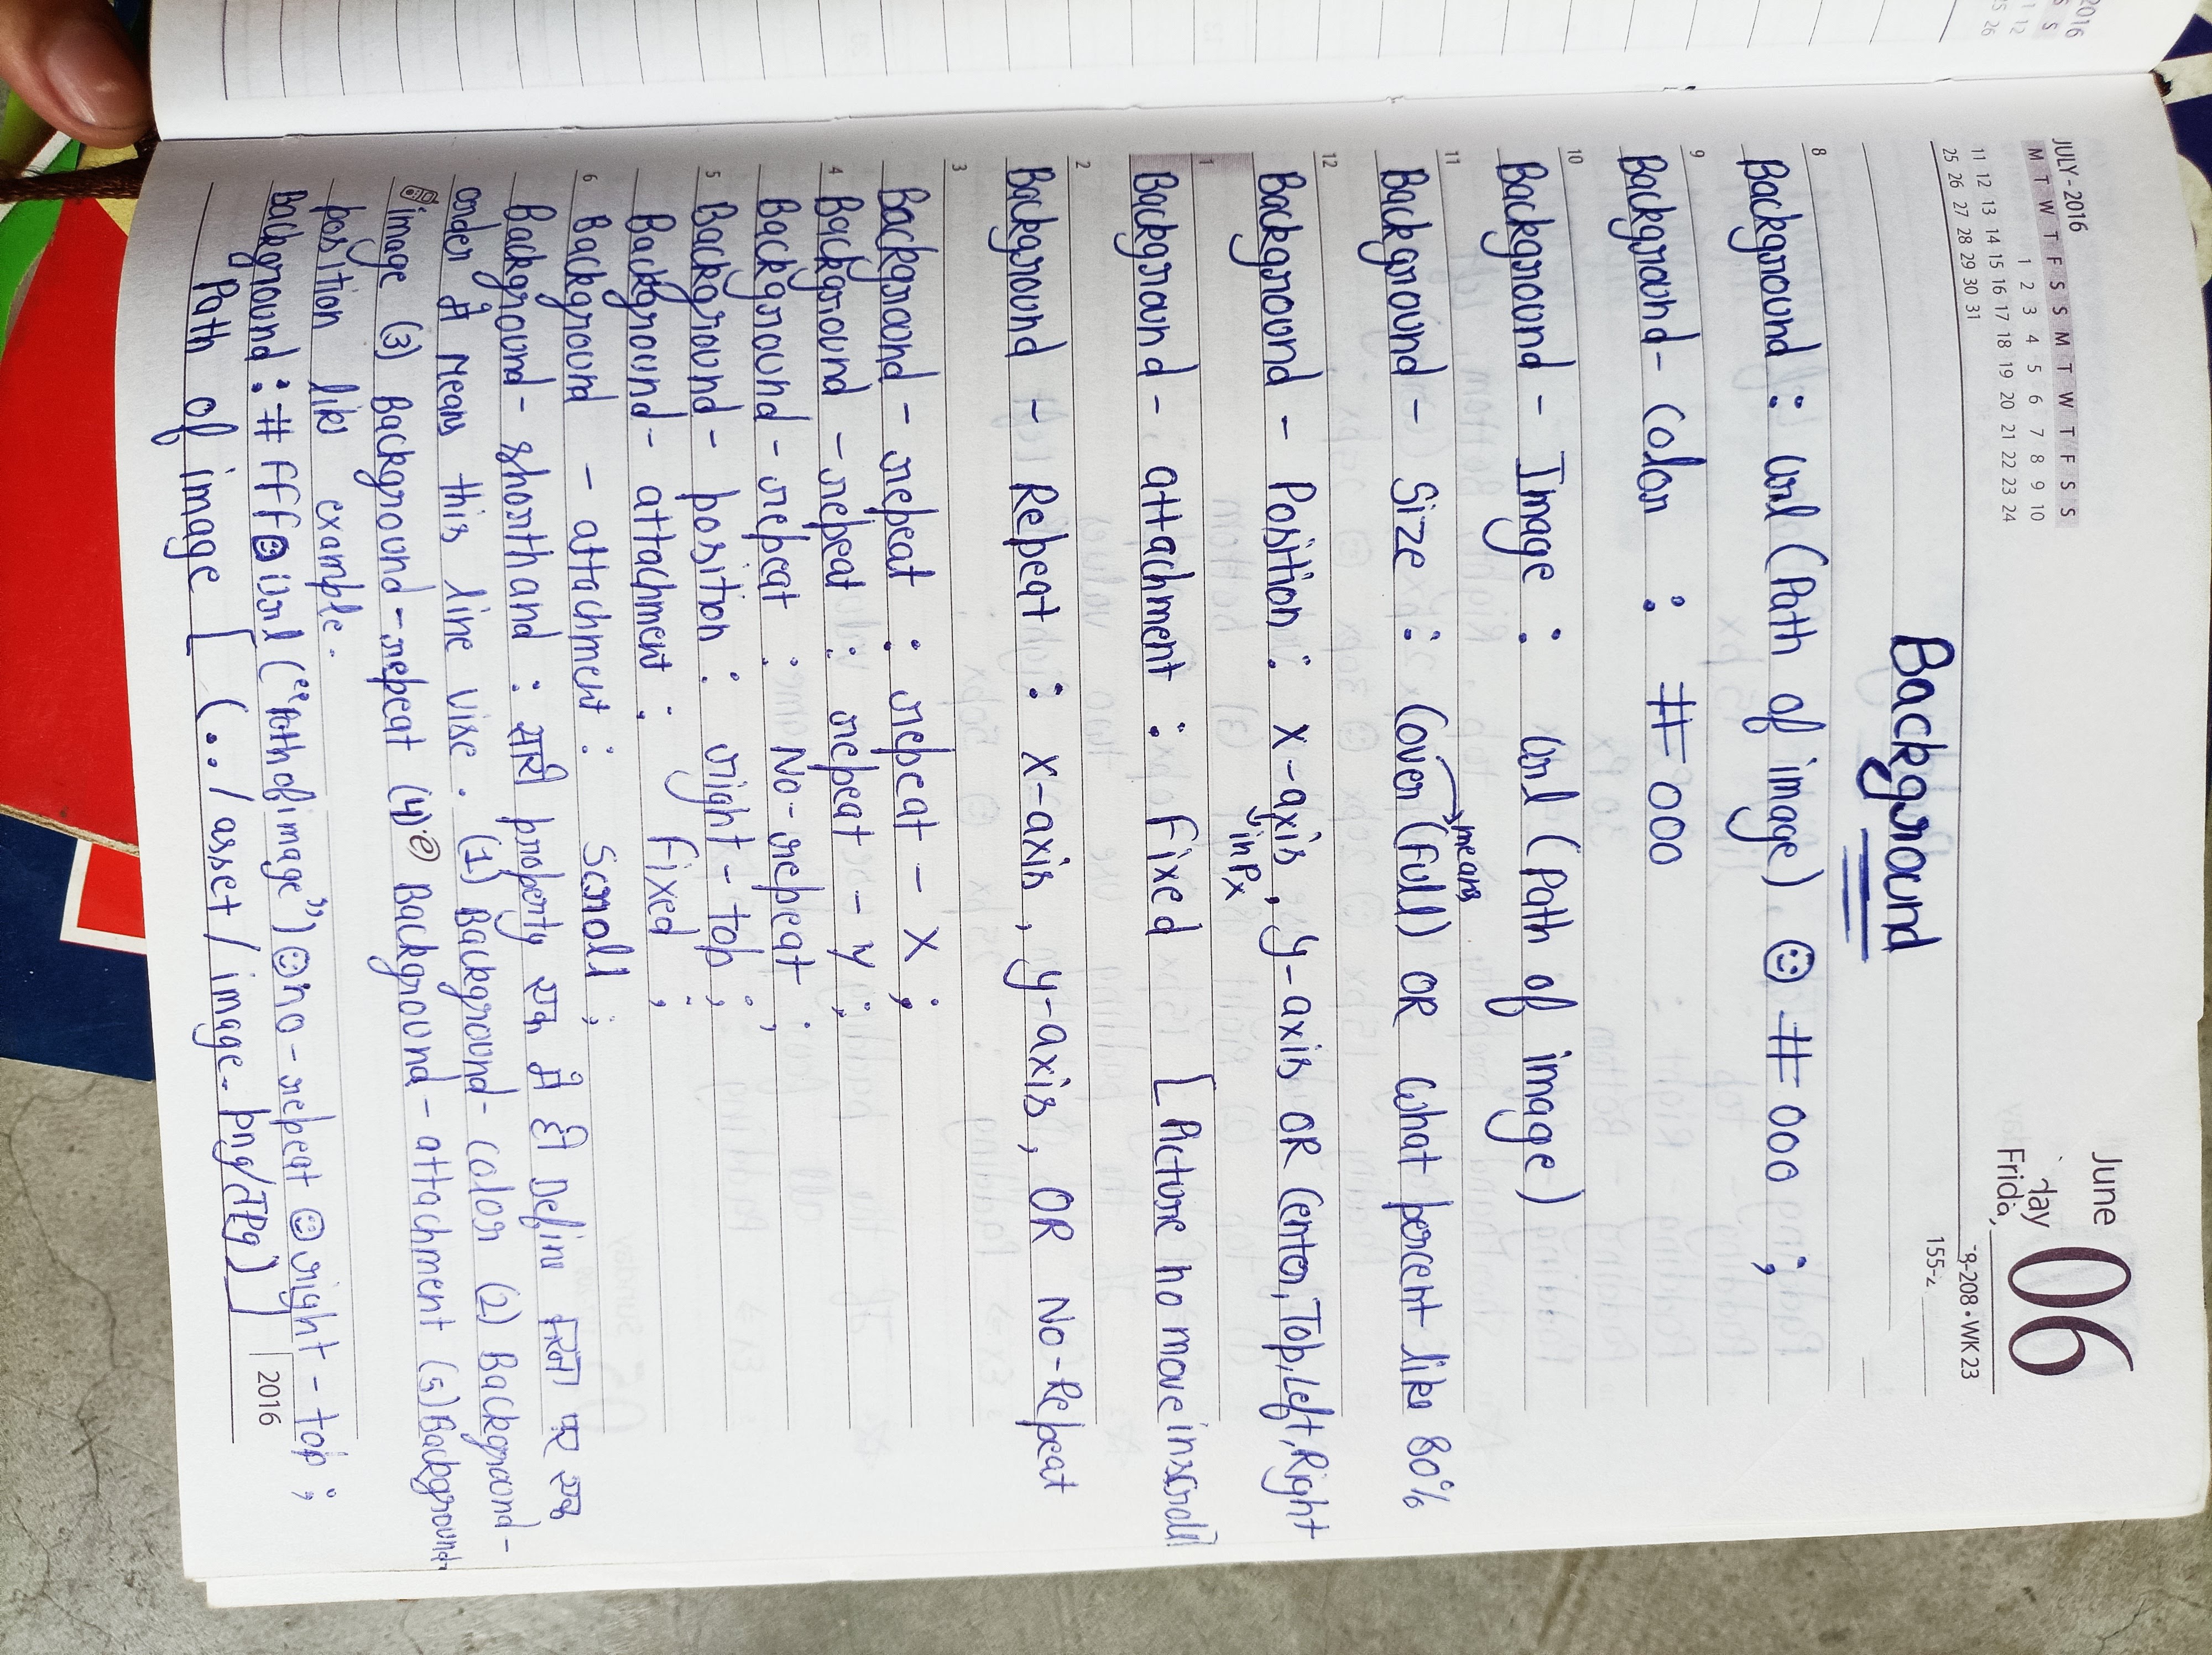 2016
S S
1 12
25 26
JULY - 2016
M T W T F S S M T W T F S S
1 2 3 4 5 6 7 8 9 10
11 12 13 14 15 16 17 18 19 20 21 22 23 24
25 26 27 28 29 30 31
June 06
day
Frida
8-208 • WK 23
155-2
Background
8
Background : url (Path of image) ☺ # 000 ;
9
Background - Color : # 000
10
Background - Image : url (Path of image)
means
11
Background - Size : Cover (Full) OR What percent like 80%
12
Background - Position : x-axis , y-axis OR Center, Top, Left, Right
in Px
1
Background - attachment : Fixed [Picture no move in scroll]
2
Background - Repeat : x-axis , y-axis , OR No-Repeat
3
Background - repeat : repeat - X ;
4 Background - repeat : repeat - y ;
Background - repeat : No-repeat ;
5 Background - position : right - top ;
Background - attachment : Fixed ;
6 Background - attachment : Scroll ;
Background - shorthand : सारी property एक मे ही Define करना पर एक
order मे Means this line vise . (1) Background - color (2) Background -
image (3) Background - repeat (4) Background - attachment (5) Background -
position like example .
Background : # fff ☺ url ("Path of image") ☺ no - repeat ☺ right - top ;
2016
Path of image [ (../asset/image. png/JPg) ]